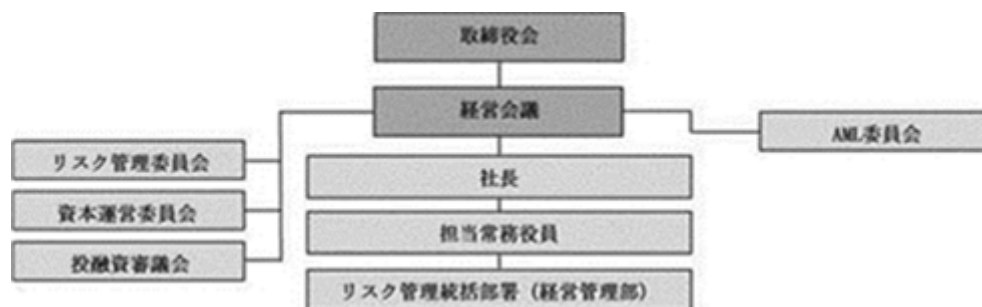 取締役会
経営会議
AML委員会
リスク管理委員会
社長
資本運営委員会
担当常務役員
投融資審議会
リスク管理統括部署（経営管理部）